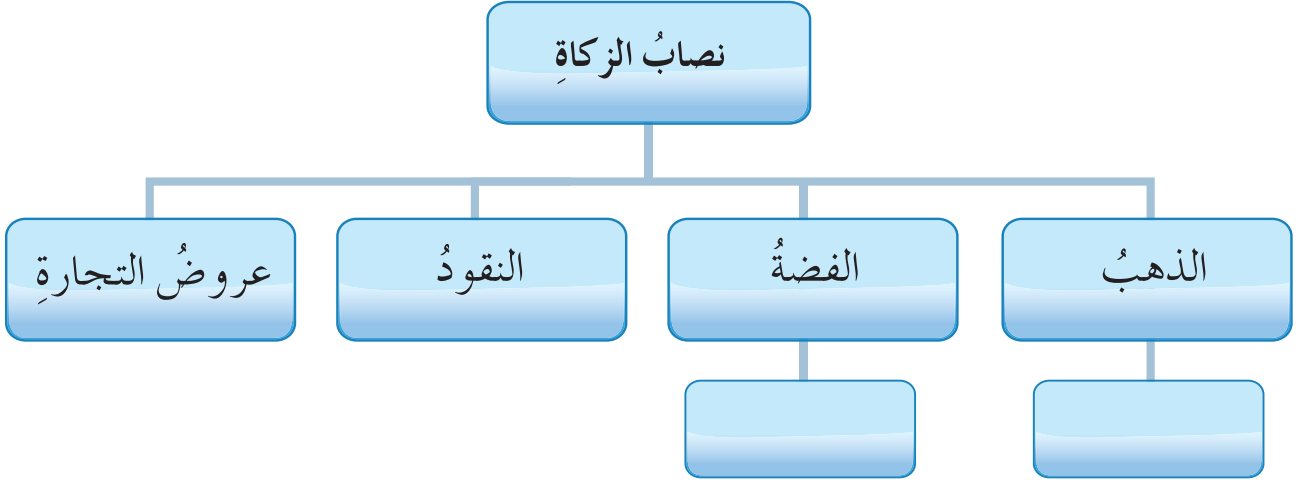 نصابُ الزكاةِ
الذهبُ
الفضةُ
النقودُ
عروضُ التجارةِ